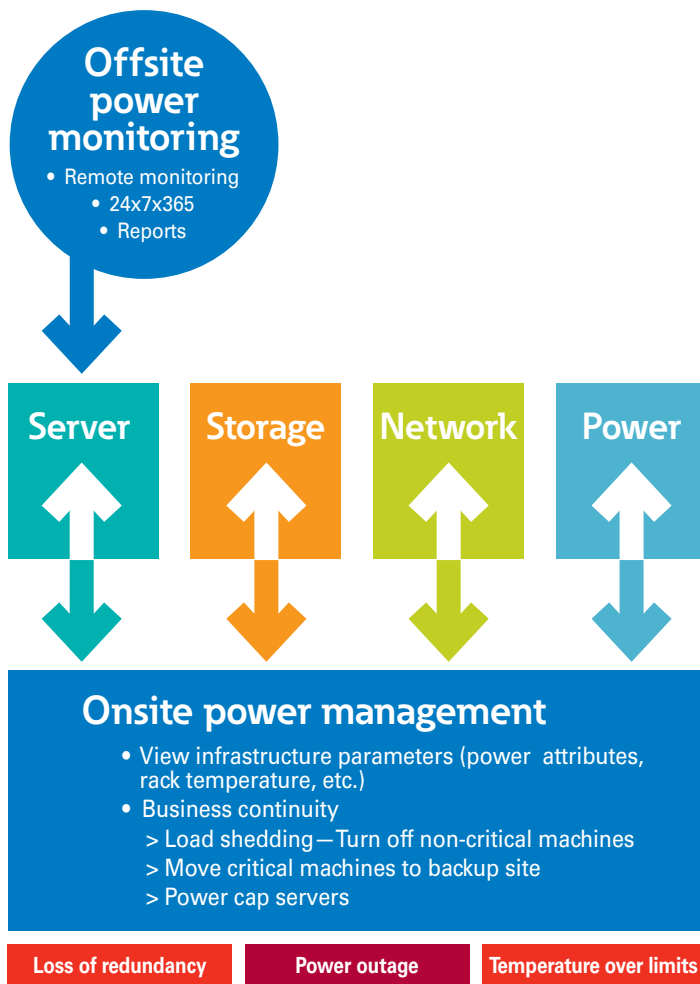 Offsite
power
monitoring
• Remote monitoring
• 24x7x365
• Reports
Server
Storage
Network
Power
Onsite power management
• View infrastructure parameters (power attributes,
rack temperature, etc.)
• Business continuity
> Load shedding—Turn off non-critical machines
> Move critical machines to backup site
> Power cap servers
Loss of redundancy
Power outage
Temperature over limits